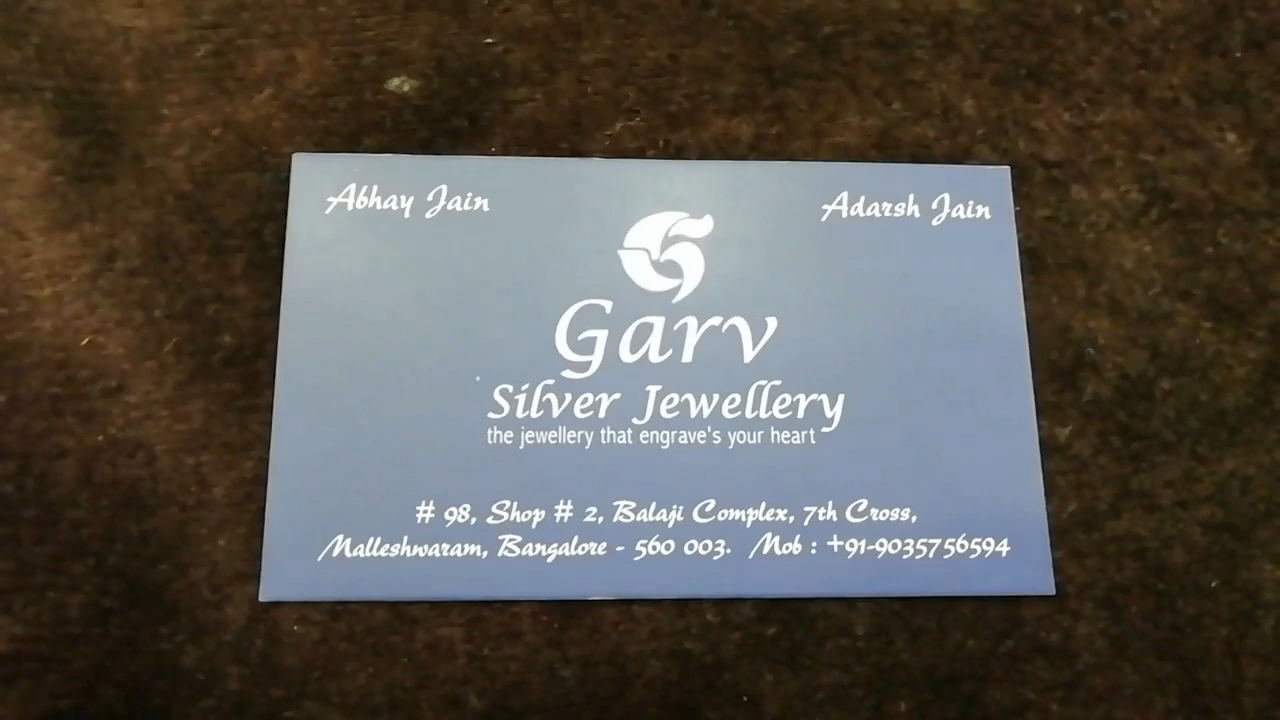 Abhay Jain
Adarsh Jain
Garv
Silver Jewellery
the jewellery that engrave's your heart
# 98, Shop # 2, Balaji Complex, 7th Cross,
Malleshwaram, Bangalore - 560 003. Mob : +91-9035756594